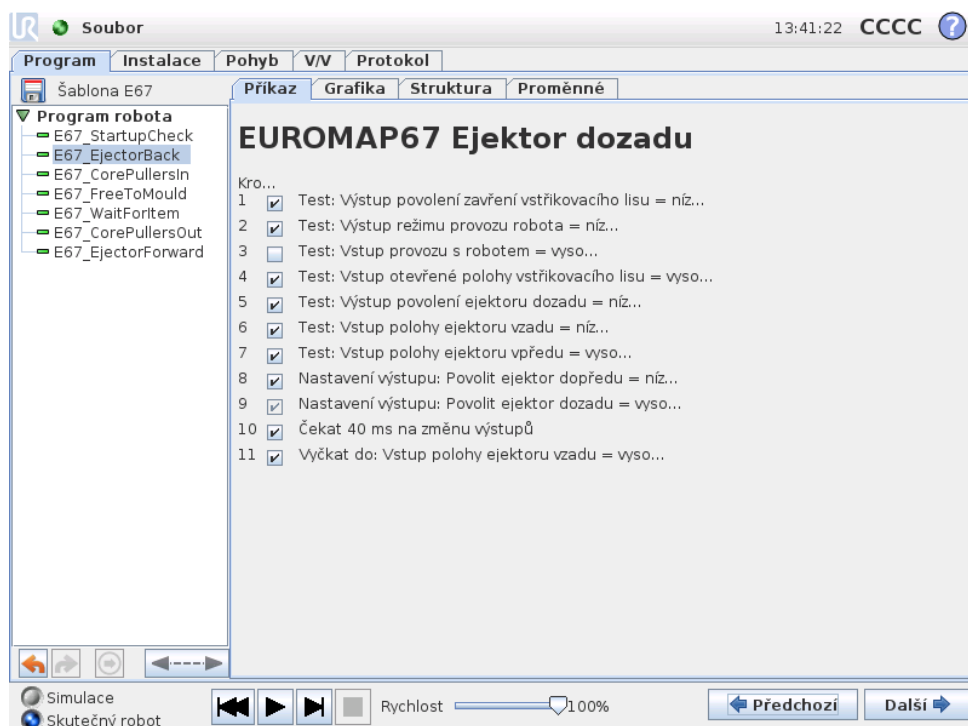 UR Soubor 13:41:22 CCCC ?
Program Instalace Pohyb V/V Protokol
Šablona E67
Příkaz Grafika Struktura Proměnné
Program robota
E67_StartupCheck
E67_EjectorBack
E67_CorePullersIn
E67_FreeToMould
E67_WaitForItem
E67_CorePullersOut
E67_EjectorForward
EUROMAP67 Ejektor dozadu
Kro...
1 Test: Výstup povolení zavření vstřikovacího lisu = níz...
2 Test: Výstup režimu provozu robota = níz...
3 Test: Vstup provozu s robotem = vyso...
4 Test: Vstup otevřené polohy vstřikovacího lisu = vyso...
5 Test: Výstup povolení ejektoru dozadu = níz...
6 Test: Vstup polohy ejektoru vzadu = níz...
7 Test: Vstup polohy ejektoru vpředu = vyso...
8 Nastavení výstupu: Povolit ejektor dopředu = níz...
9 Nastavení výstupu: Povolit ejektor dozadu = vyso...
10 Čekat 40 ms na změnu výstupů
11 Vyčkat do: Vstup polohy ejektoru vzadu = vyso...
Simulace
Skutečný robot
Rychlost 100%
Předchozí Další